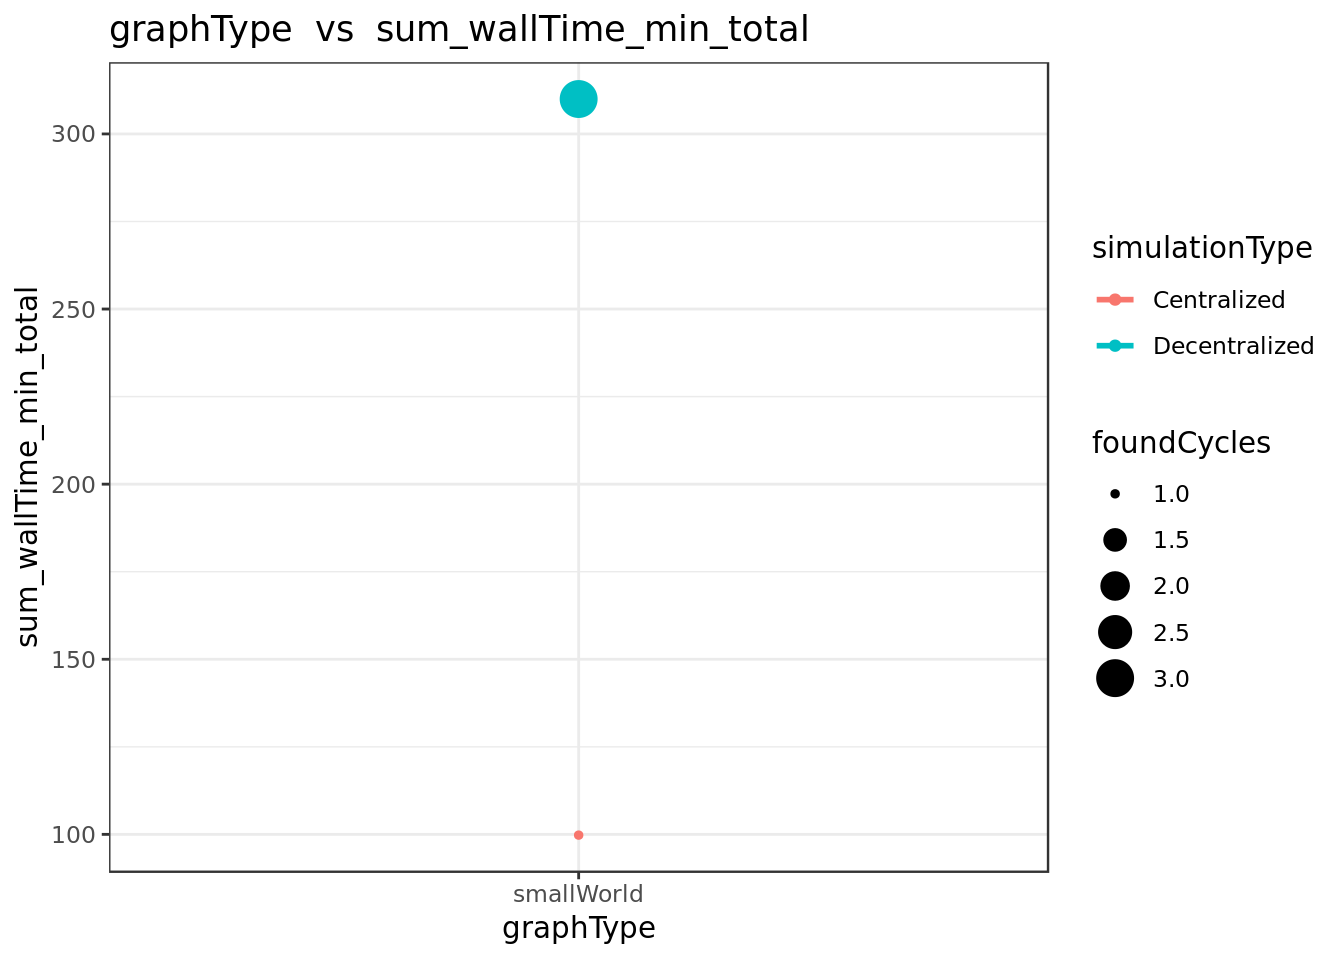 graphType vs sum_wallTime_min_total
sum_wallTime_min_total
300
250
200
150
100
smallWorld
graphType
simulationType
Centralized
Decentralized
foundCycles
1.0
1.5
2.0
2.5
3.0